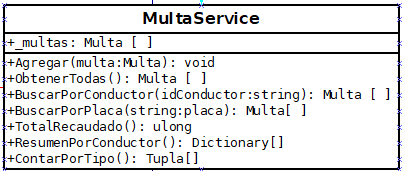 MultaService
+_multas: Multa [ ]
+Agregar(multa:Multa): void
+ObtenerTodas(): Multa [ ]
+BuscarPorConductor(idConductor:string): Multa [ ]
+BuscarPorPlaca(string:placa): Multa[ ]
+TotalRecaudado(): ulong
+ResumenPorConductor(): Dictionary[]
+ContarPorTipo(): Tupla[]